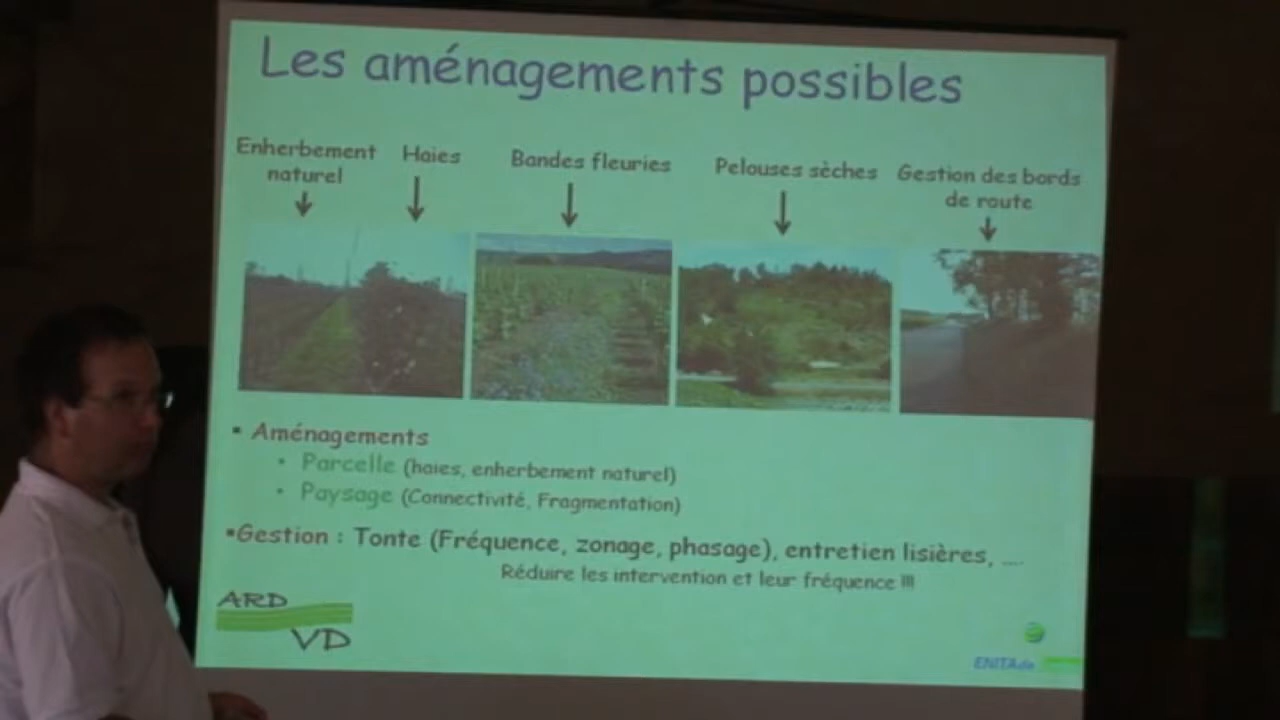 Les aménagements possibles
Enherbement naturel
Haies
Bandes fleuries
Pelouses sèches
Gestion des bords de route
▪ Aménagements
• Parcelle (haies, enherbement naturel)
• Paysage (Connectivité, Fragmentation)
▪Gestion : Tonte (Fréquence, zonage, phasage), entretien lisières, ....
Réduire les intervention et leur fréquence !!!
ARD
VD
ENITA de